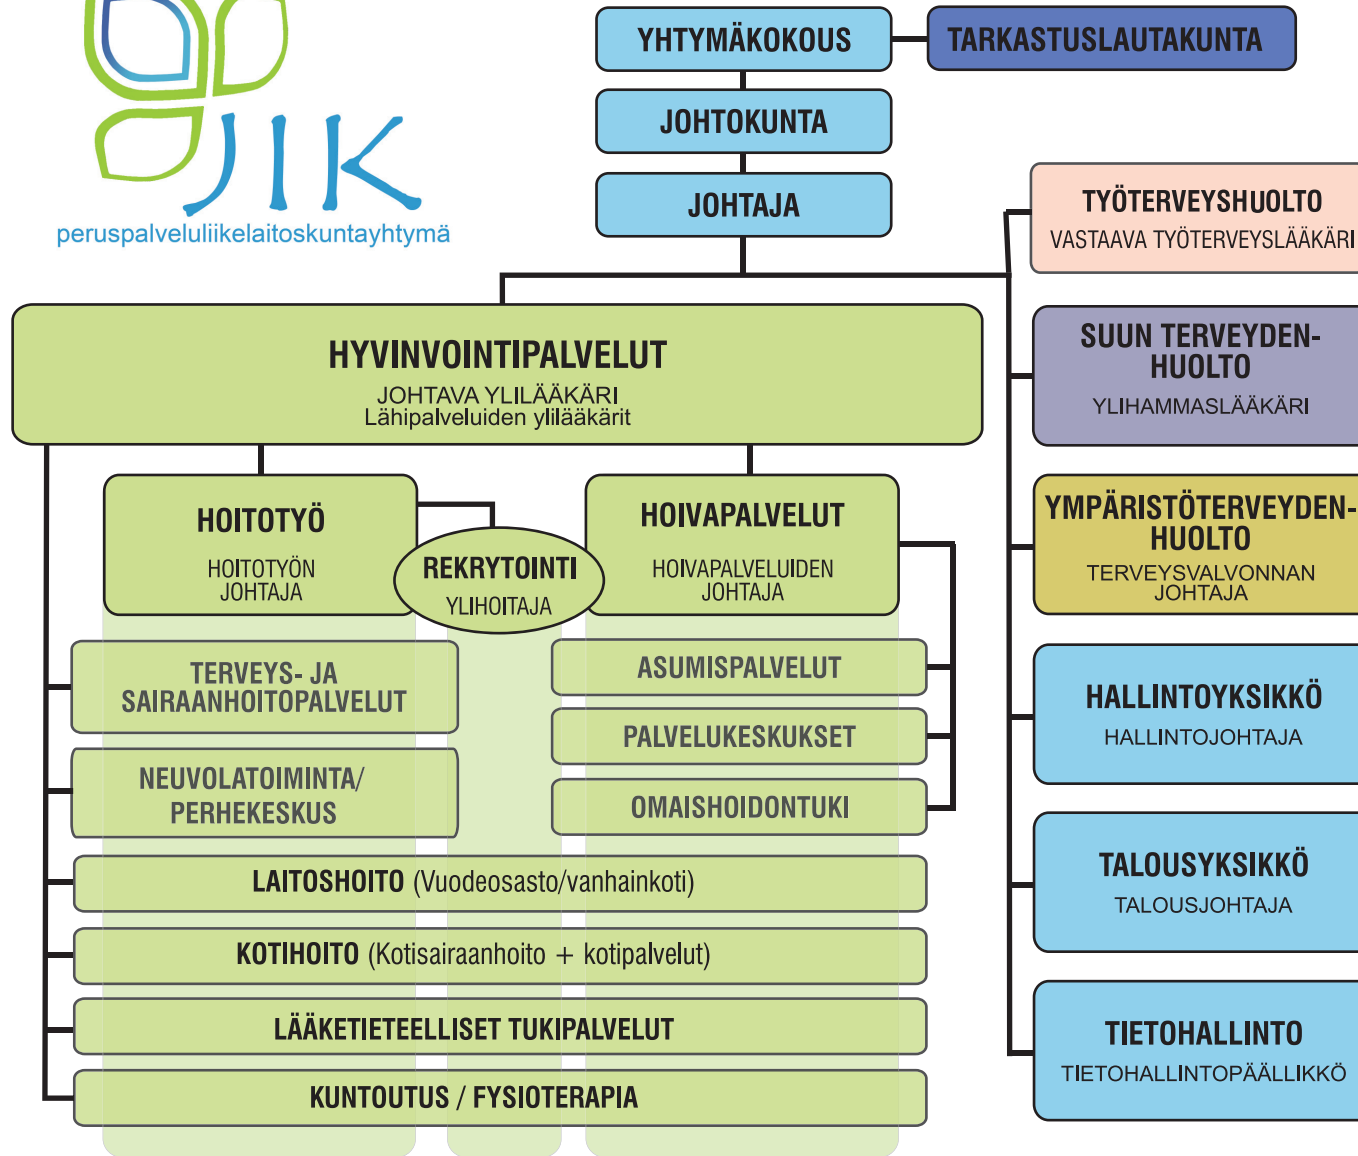 JIK
peruspalveluliikelaitoskuntayhtymä
YHTYMÄKOKOUS
TARKASTUSLAUTAKUNTA
JOHTOKUNTA
JOHTAJA
TYÖTERVEYSHUOLTO
VASTAAVA TYÖTERVEYSLÄÄKÄRI
HYVINVOINTIPALVELUT
JOHTAVA YLILÄÄKÄRI
Lähipalveluiden ylilääkärit
SUUN TERVEYDEN-
HUOLTO
YLIHAMMASLÄÄKÄRI
HOITOTYÖ
HOITOTYÖN
JOHTAJA
REKRYTOINTI
YLIHOITAJA
HOIVAPALVELUT
HOIVAPALVELUIDEN
JOHTAJA
YMPÄRISTÖTERVEYDEN-
HUOLTO
TERVEYSVALVONNAN
JOHTAJA
TERVEYS- JA
SAIRAANHOITOPALVELUT
NEUVOLATOIMINTA/
PERHEKESKUS
ASUMISPALVELUT
PALVELUKESKUKSET
OMAISHOIDONTUKI
HALLINTOYKSIKKÖ
HALLINTOJOHTAJA
LAITOSHOITO (Vuodeosasto/vanhainkoti)
KOTIHOITO (Kotisairaanhoito + kotipalvelut)
LÄÄKETIETEELLISET TUKIPALVELUT
KUNTOUTUS / FYSIOTERAPIA
TALOUSYKSIKKÖ
TALOUSJOHTAJA
TIETOHALLINTO
TIETOHALLINTOPÄÄLLIKKÖ